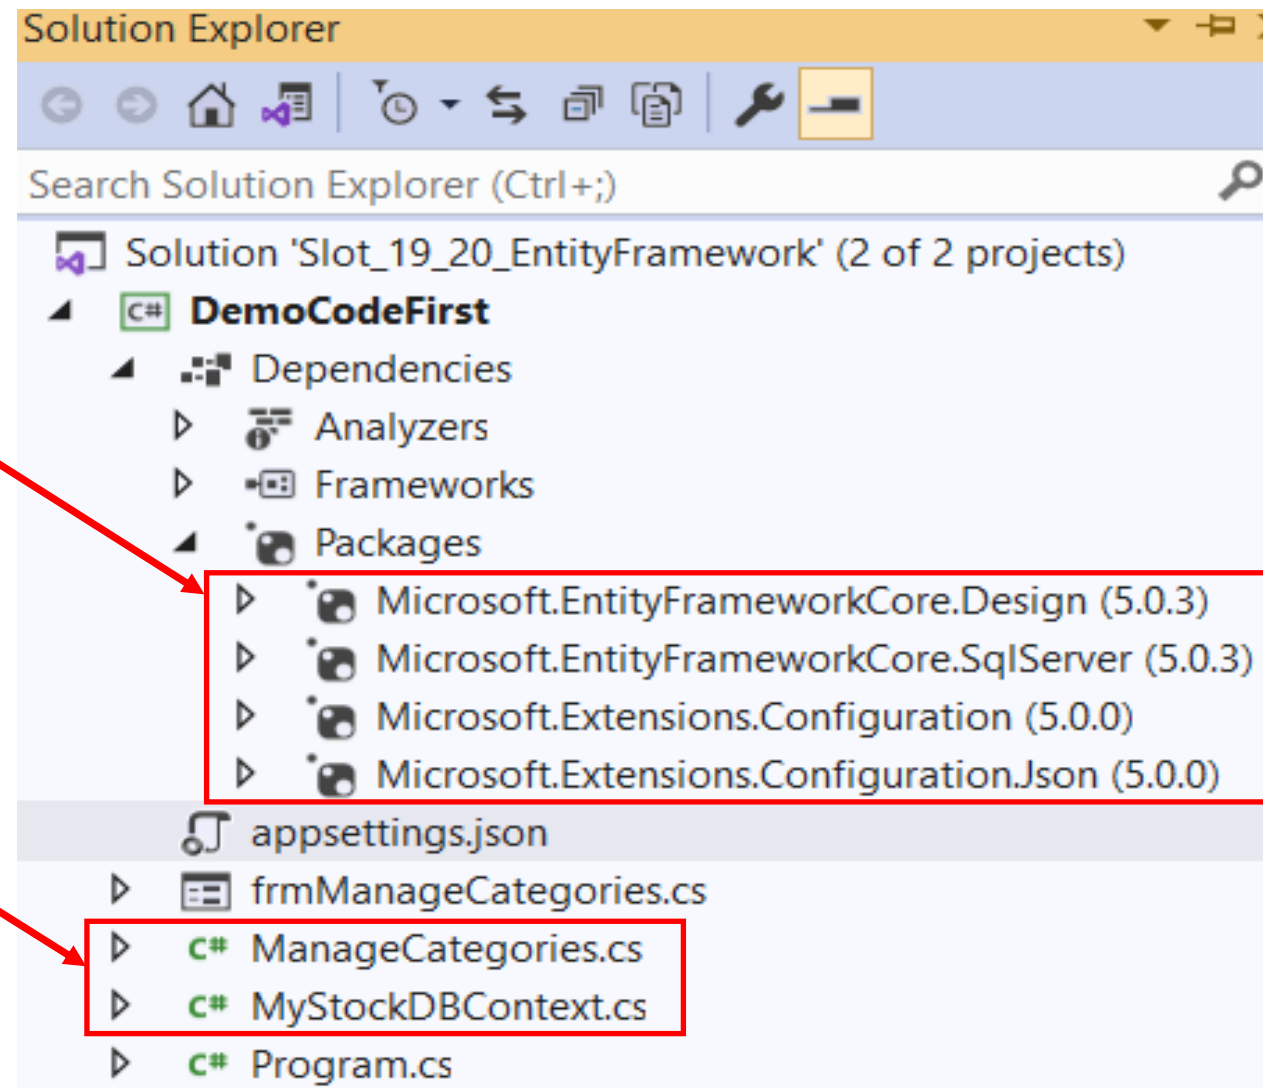 Solution Explorer
Search Solution Explorer (Ctrl+;)
Solution 'Slot_19_20_EntityFramework' (2 of 2 projects)
C# DemoCodeFirst
Dependencies
Analyzers
Frameworks
Packages
Microsoft.EntityFrameworkCore.Design (5.0.3)
Microsoft.EntityFrameworkCore.SqlServer (5.0.3)
Microsoft.Extensions.Configuration (5.0.0)
Microsoft.Extensions.Configuration.Json (5.0.0)
appsettings.json
frmManageCategories.cs
C# ManageCategories.cs
C# MyStockDBContext.cs
C# Program.cs